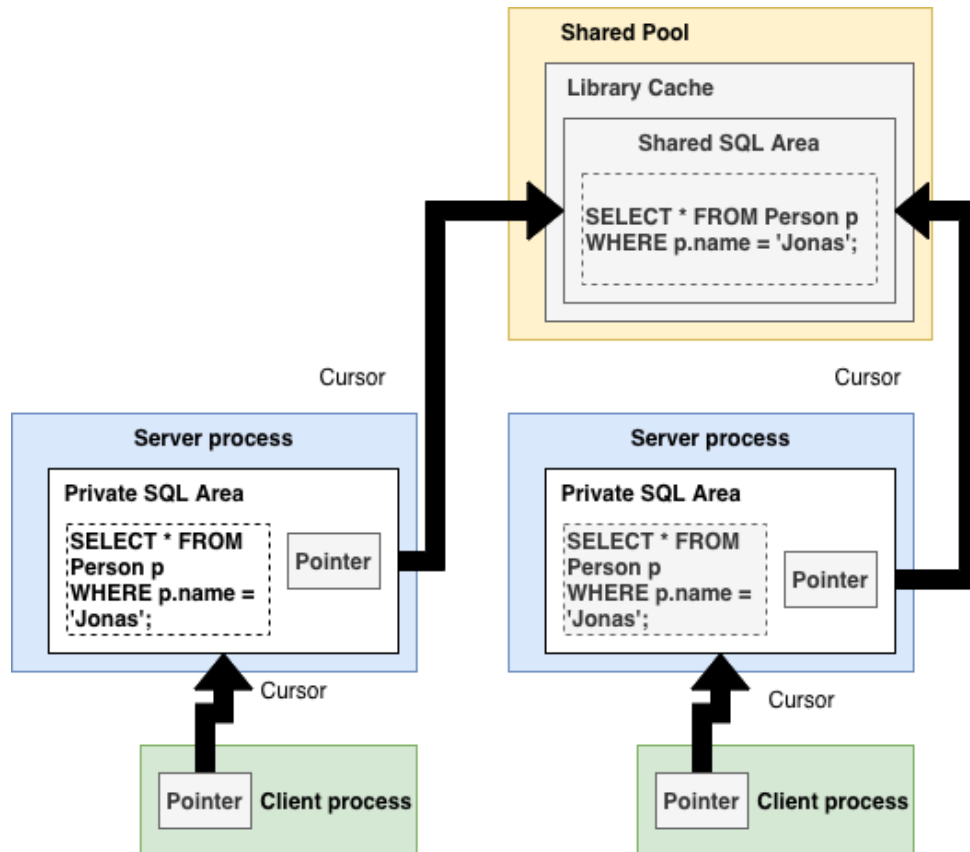 Shared Pool
Library Cache
Shared SQL Area
SELECT * FROM Person p
WHERE p.name = 'Jonas';
Cursor
Cursor
Server process
Private SQL Area
SELECT * FROM
Person p
WHERE p.name =
'Jonas';
Pointer
Server process
Private SQL Area
SELECT * FROM
Person p
WHERE p.name =
'Jonas';
Pointer
Cursor
Cursor
Pointer
Client process
Pointer
Client process